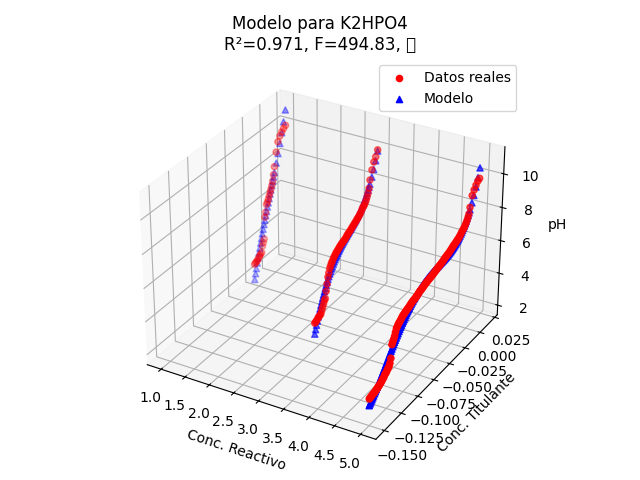 Modelo para K2HPO4
R²=0.971, F=494.83,
Datos reales
Modelo
10
8
6
4
2
pH
0.025
0.000
−0.025
−0.050
−0.075
−0.100
−0.125
−0.150
Conc. Titulante
1.0 1.5 2.0 2.5 3.0 3.5 4.0 4.5 5.0
Conc. Reactivo